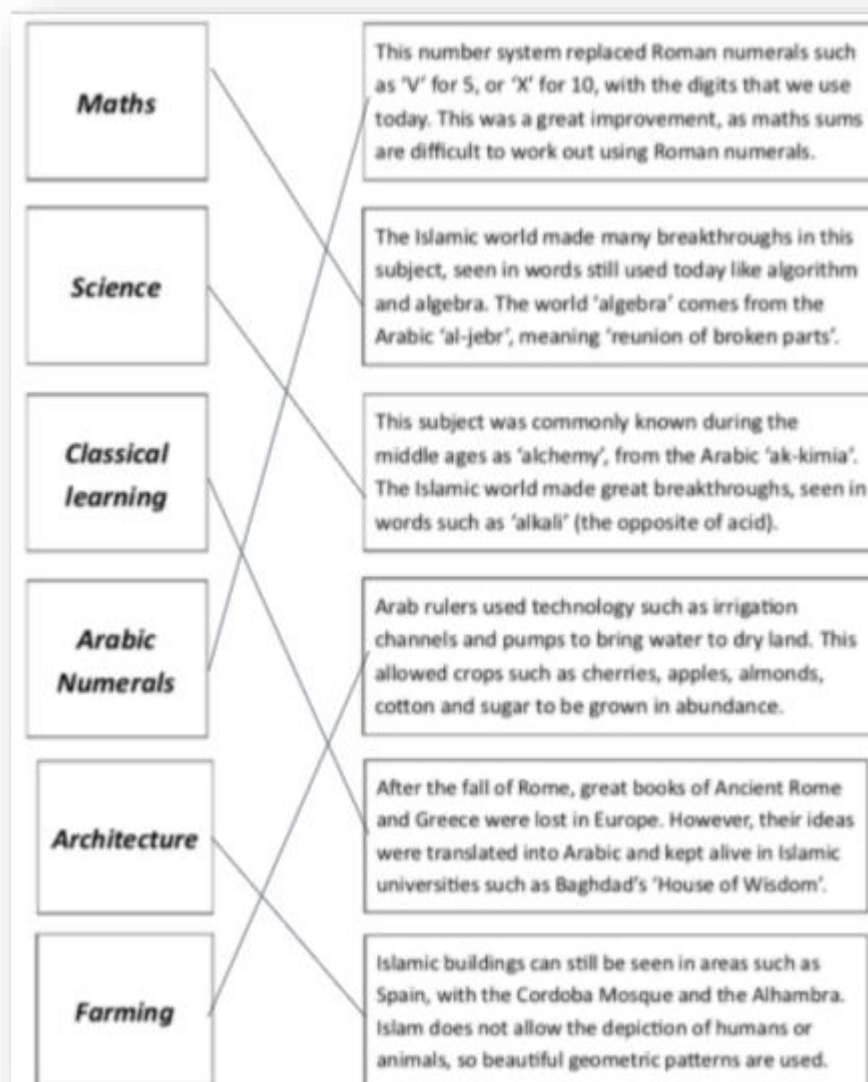 Maths
This number system replaced Roman numerals such
as ‘V’ for 5, or ‘X’ for 10, with the digits that we use
today. This was a great improvement, as maths sums
are difficult to work out using Roman numerals.
Science
The Islamic world made many breakthroughs in this
subject, seen in words still used today like algorithm
and algebra. The world ‘algebra’ comes from the
Arabic ‘al-jebr’, meaning ‘reunion of broken parts’.
Classical
learning
This subject was commonly known during the
middle ages as ‘alchemy’, from the Arabic ‘ak-kimia’.
The Islamic world made great breakthroughs, seen in
words such as ‘alkali’ (the opposite of acid).
Arabic
Numerals
Arab rulers used technology such as irrigation
channels and pumps to bring water to dry land. This
allowed crops such as cherries, apples, almonds,
cotton and sugar to be grown in abundance.
Architecture
After the fall of Rome, great books of Ancient Rome
and Greece were lost in Europe. However, their ideas
were translated into Arabic and kept alive in Islamic
universities such as Baghdad’s ‘House of Wisdom’.
Farming
Islamic buildings can still be seen in areas such as
Spain, with the Cordoba Mosque and the Alhambra.
Islam does not allow the depiction of humans or
animals, so beautiful geometric patterns are used.